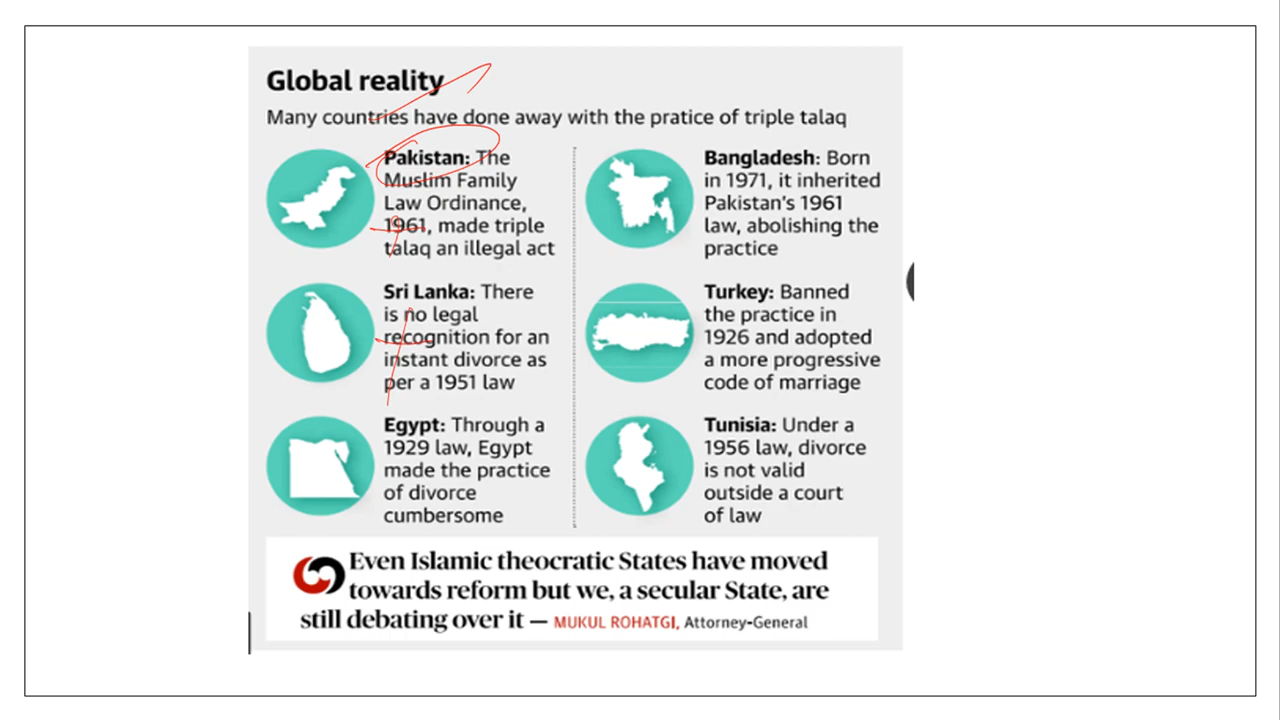 Global reality
Many countries have done away with the pratice of triple talaq
Pakistan: The
Muslim Family
Law Ordinance,
1961, made triple
talaq an illegal act
Bangladesh: Born
in 1971, it inherited
Pakistan's 1961
law, abolishing the
practice
Sri Lanka: There
is no legal
recognition for an
instant divorce as
per a 1951 law
Turkey: Banned
the practice in
1926 and adopted
a more progressive
code of marriage
Egypt: Through a
1929 law, Egypt
made the practice
of divorce
cumbersome
Tunisia: Under a
1956 law, divorce
is not valid
outside a court
of law
Even Islamic theocratic States have moved
towards reform but we, a secular State, are
still debating over it — MUKUL ROHATGI, Attorney-General